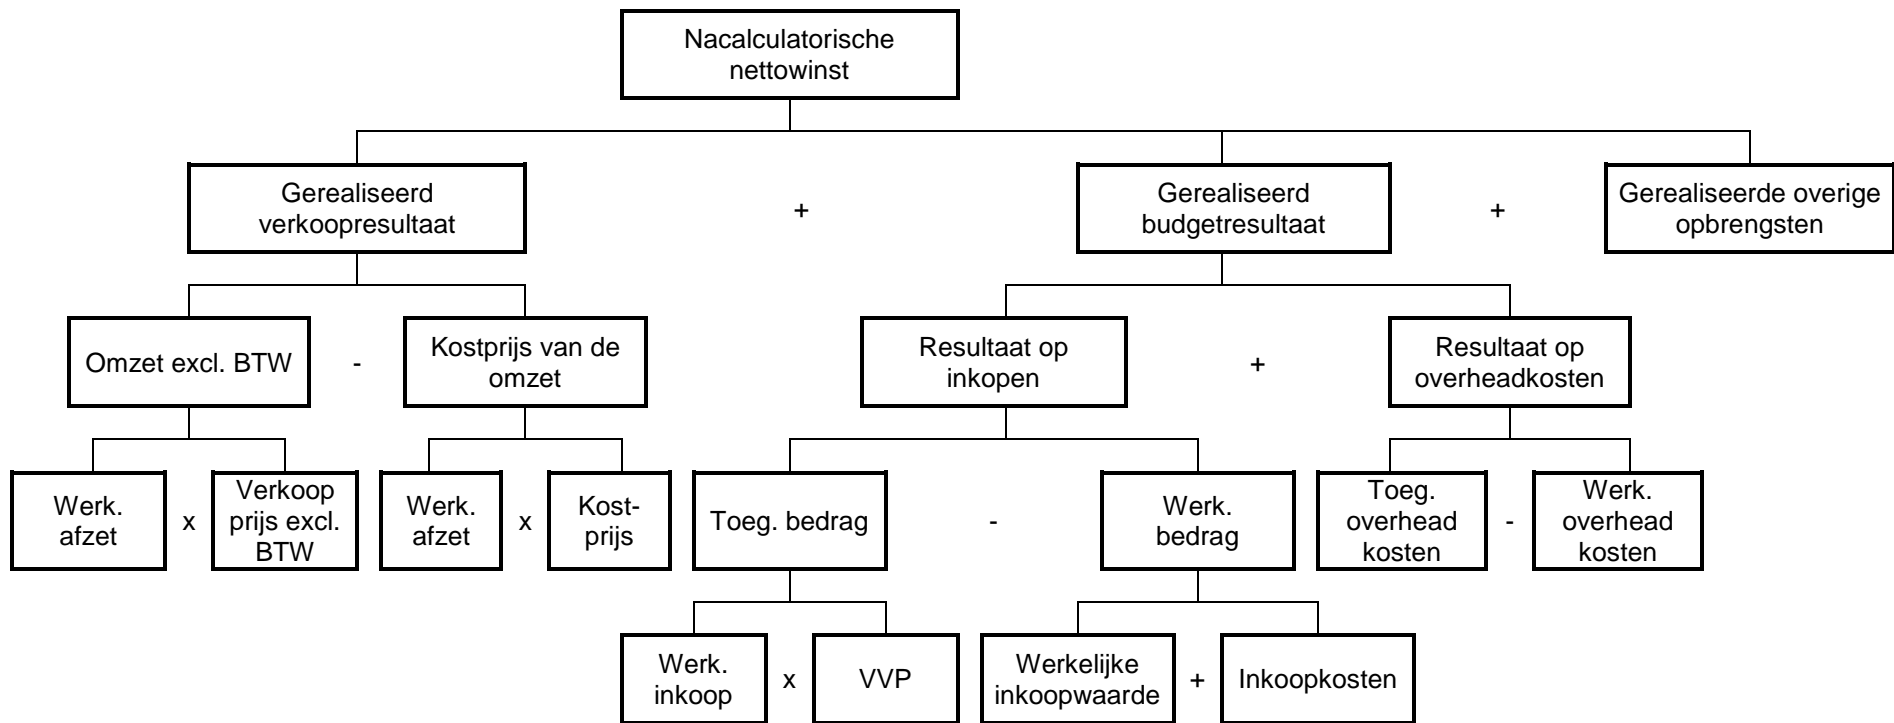 Nacalculatorische
nettowinst
Gerealiseerd
verkoopresultaat
+
Gerealiseerd
budgetresultaat
+
Gerealiseerde overige
opbrengsten
Omzet excl. BTW
-
Kostprijs van de
omzet
Resultaat op
inkopen
+
Resultaat op
overheadkosten
Werk.
afzet
x
Verkoop
prijs excl.
BTW
Werk.
afzet
x
Kost-
prijs
Toeg. bedrag
-
Werk.
bedrag
Toeg.
overhead
kosten
-
Werk.
overhead
kosten
Werk.
inkoop
x
VVP
Werkelijke
inkoopwaarde
+
Inkoopkosten